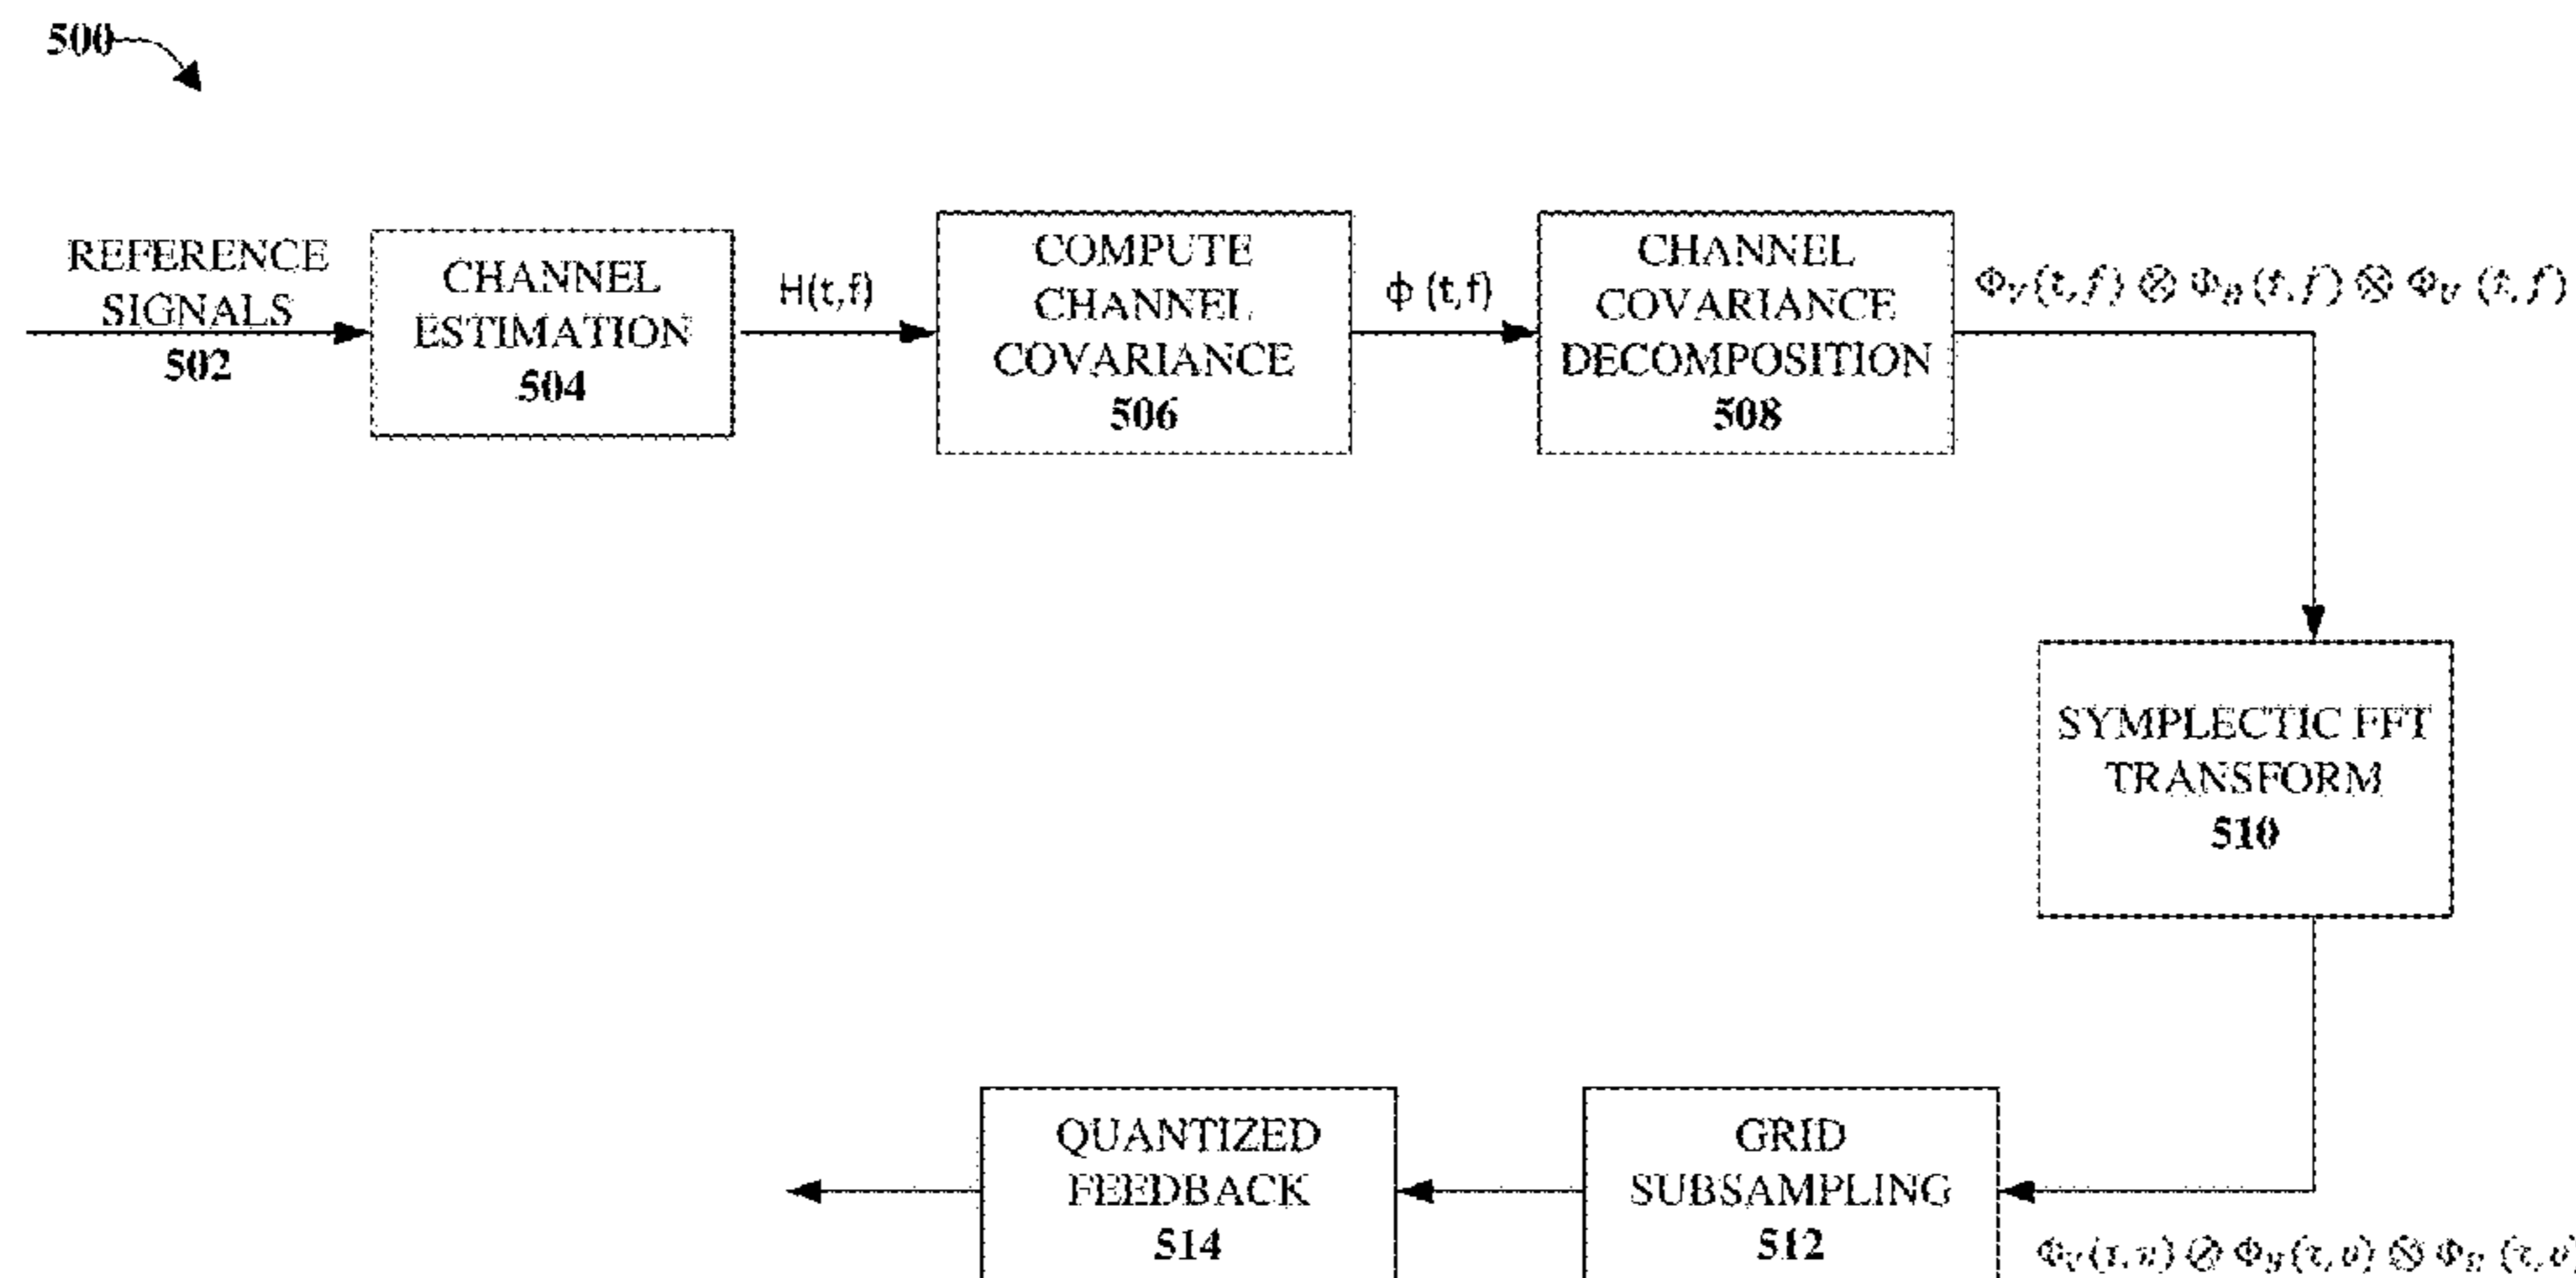 500
REFERENCE
SIGNALS
502
CHANNEL
ESTIMATION
504
H(t,f)
COMPUTE
CHANNEL
COVARIANCE
506
ϕ (t,f)
CHANNEL
COVARIANCE
DECOMPOSITION
508
SYMPLECTIC FFT
TRANSFORM
510
QUANTIZED
FEEDBACK
514
GRID
SUBSAMPLING
512